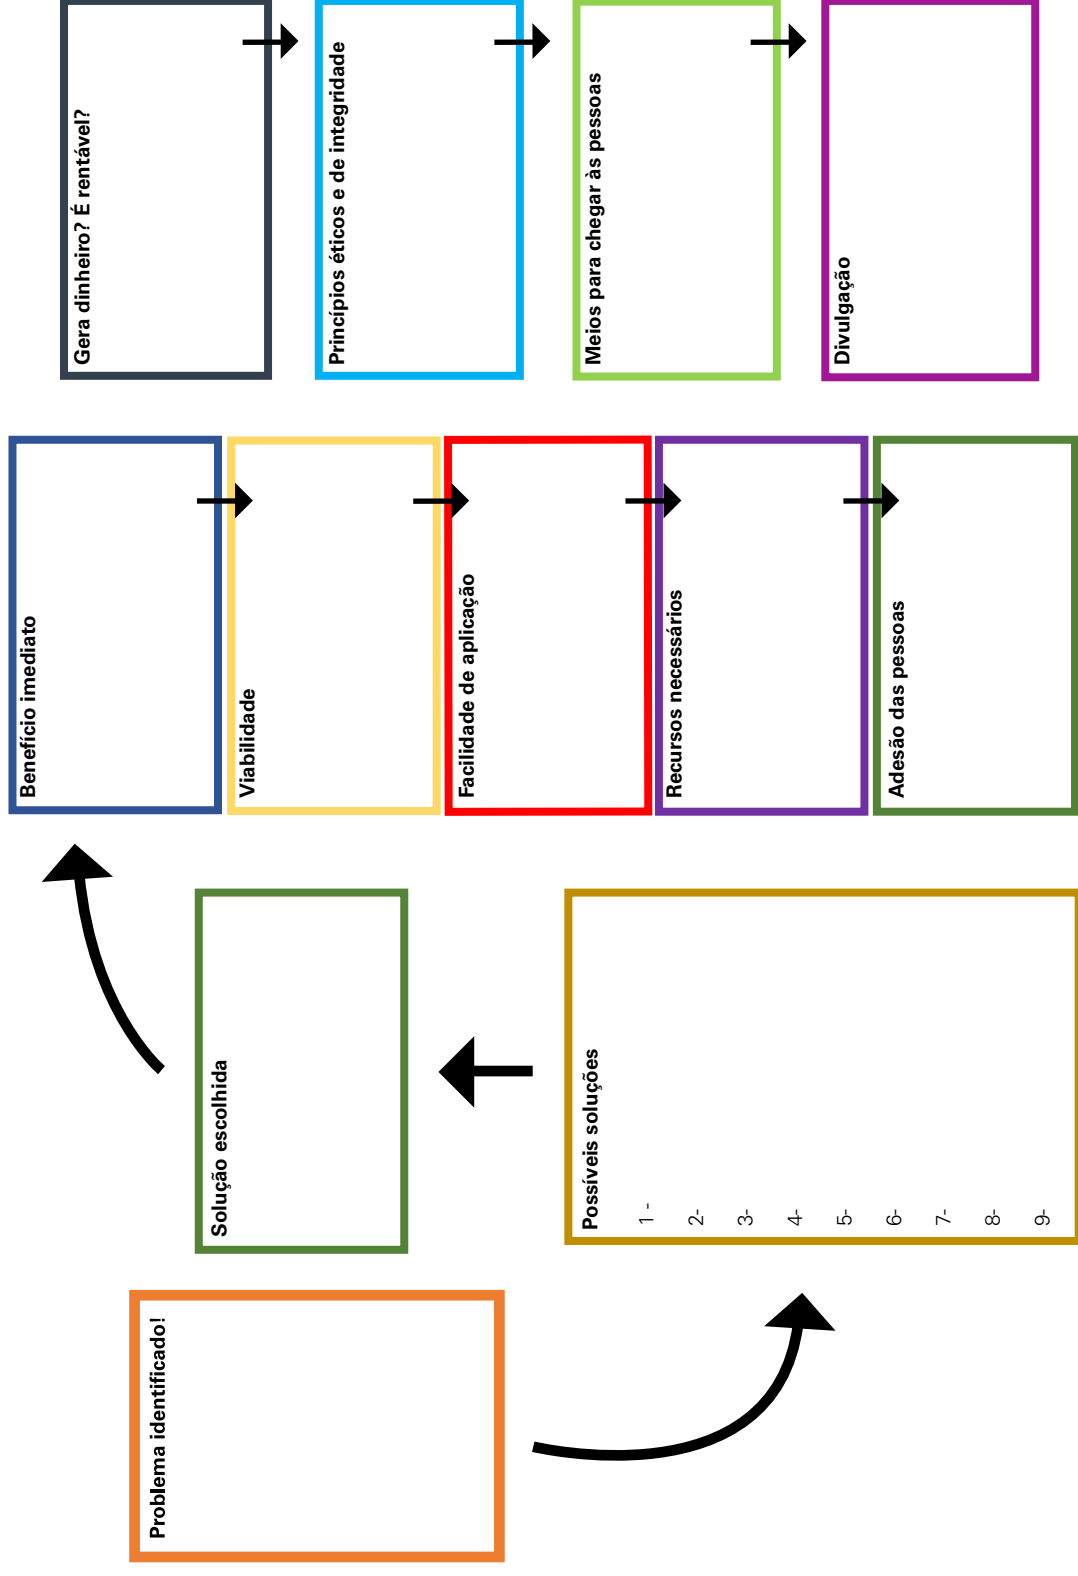 Problema identificado!
Possíveis soluções
1 -
2-
3-
4-
5-
6-
7-
8-
9-
Solução escolhida
Benefício imediato
Viabilidade
Facilidade de aplicação
Recursos necessários
Adesão das pessoas
Gera dinheiro? É rentável?
Princípios éticos e de integridade
Meios para chegar às pessoas
Divulgação